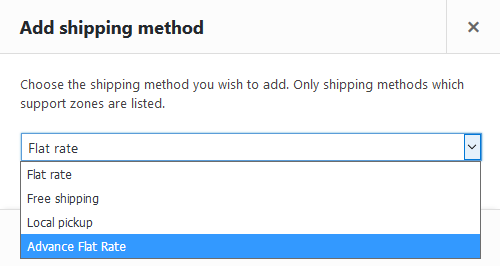 Add shipping method
×
Choose the shipping method you wish to add. Only shipping methods which
support zones are listed.
Flat rate
Flat rate
Free shipping
Local pickup
Advance Flat Rate